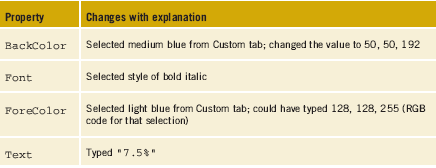 Property Changes with explanation
BackColor Selected medium blue from Custom tab; changed the value to 50, 50, 192
Font Selected style of bold italic
ForeColor Selected light blue from Custom tab; could have typed 128, 128, 255 (RGB
code for that selection)
Text Typed "7.5%"